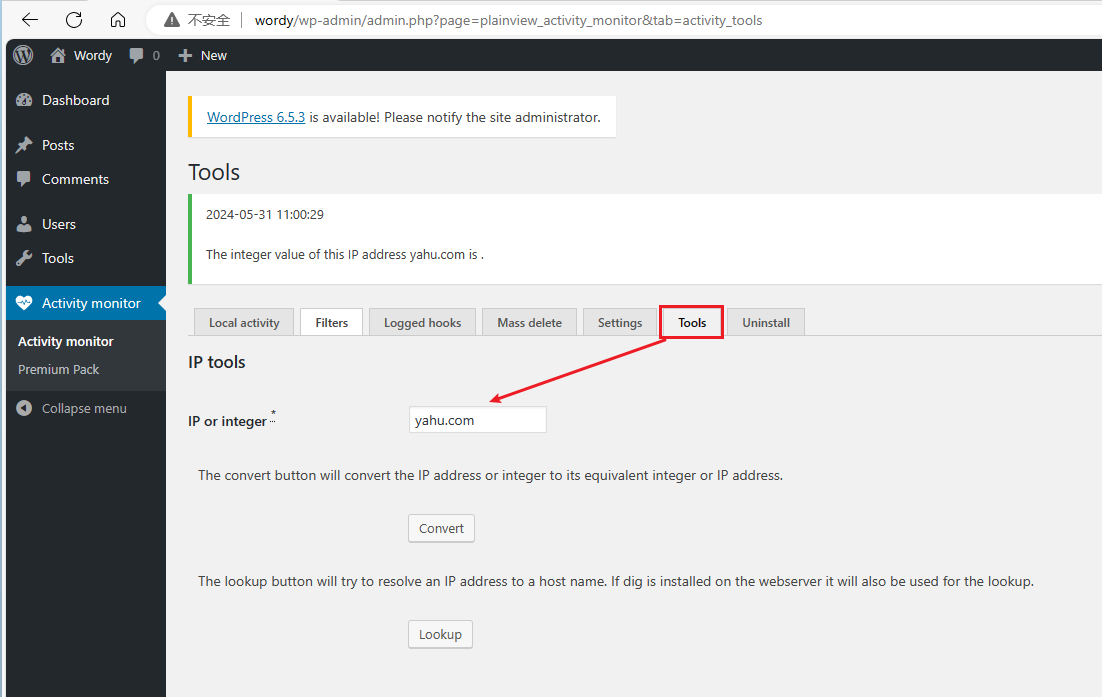 不安全 wordy/wp-admin/admin.php?page=plainview_activity_monitor&tab=activity_tools
Wordy 0 New
Dashboard
Posts
Comments
Users
Tools
Activity monitor
Activity monitor
Premium Pack
Collapse menu
WordPress 6.5.3 is available! Please notify the site administrator.
Tools
2024-05-31 11:00:29
The integer value of this IP address yahu.com is .
Local activity Filters Logged hooks Mass delete Settings Tools Uninstall
IP tools
IP or integer * yahu.com
The convert button will convert the IP address or integer to its equivalent integer or IP address.
Convert
The lookup button will try to resolve an IP address to a host name. If dig is installed on the webserver it will also be used for the lookup.
Lookup